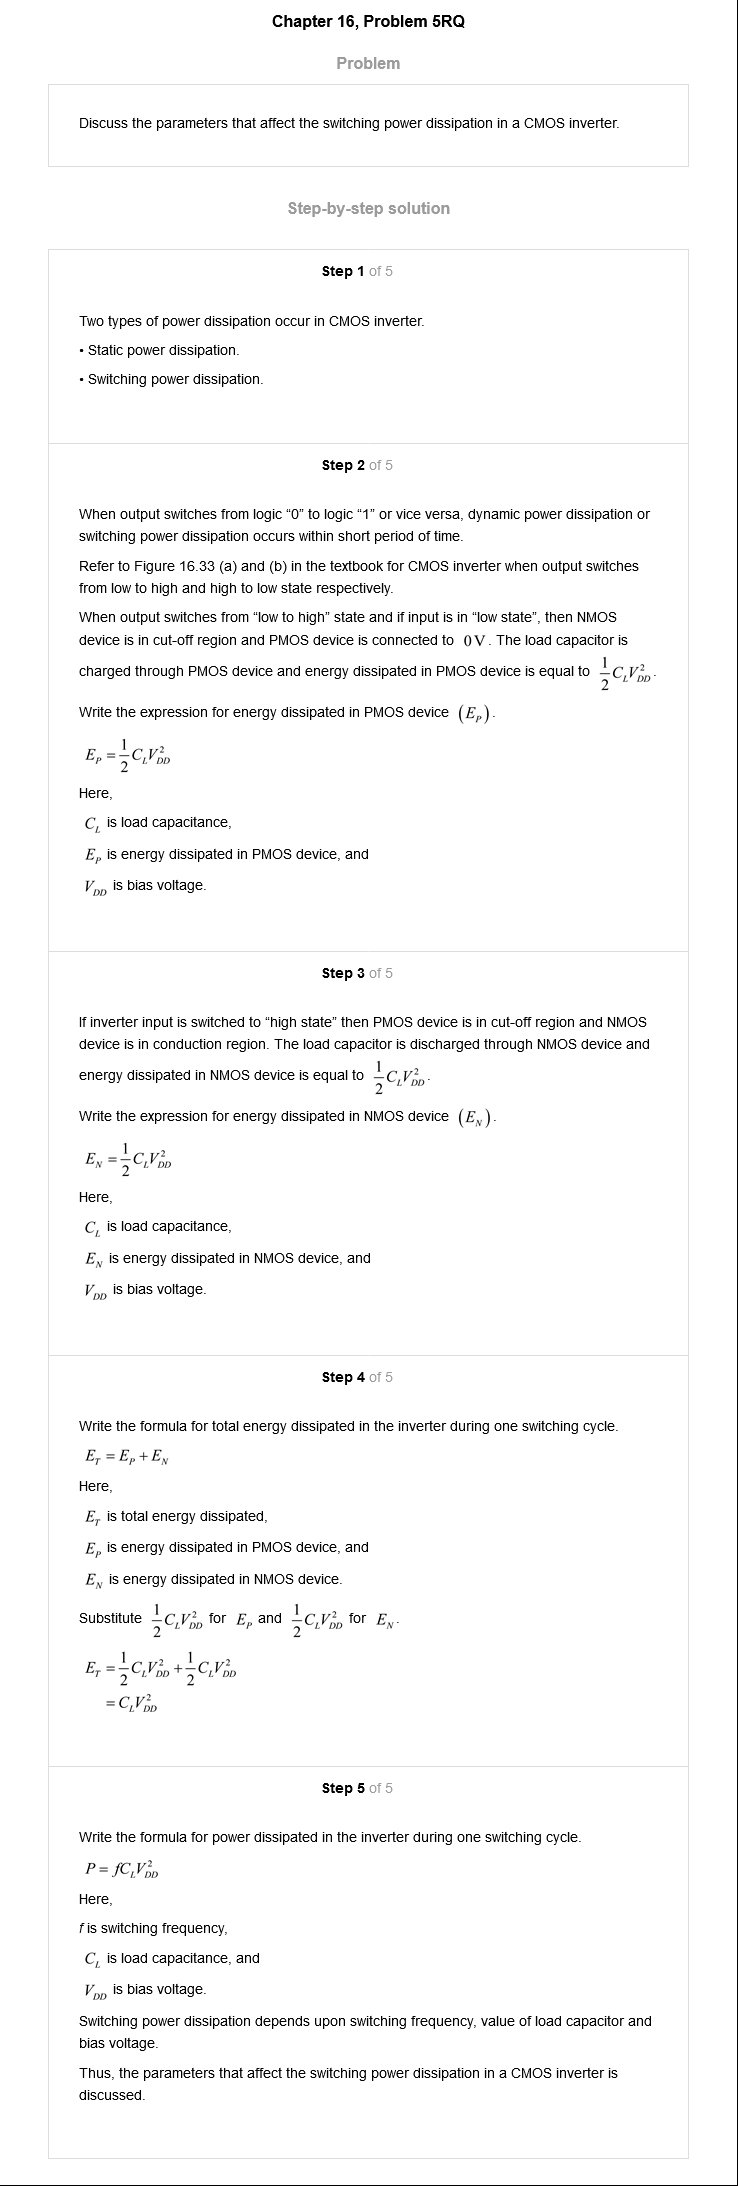 Chapter 16, Problem 5RQ
Problem
Discuss the parameters that affect the switching power dissipation in a CMOS inverter.
Step-by-step solution
Step 1 of 5
Two types of power dissipation occur in CMOS inverter.
• Static power dissipation.
• Switching power dissipation.
Step 2 of 5
When output switches from logic “0” to logic “1” or vice versa, dynamic power dissipation or
switching power dissipation occurs within short period of time.
Refer to Figure 16.33 (a) and (b) in the textbook for CMOS inverter when output switches
from low to high and high to low state respectively.
When output switches from “low to high” state and if input is in “low state”, then NMOS
device is in cut-off region and PMOS device is connected to 0 V. The load capacitor is
charged through PMOS device and energy dissipated in PMOS device is equal to $\frac{1}{2}C_L V_{DD}^2$.
Write the expression for energy dissipated in PMOS device $(E_P)$.
$E_P = \frac{1}{2}C_L V_{DD}^2$
Here,
$C_L$ is load capacitance,
$E_P$ is energy dissipated in PMOS device, and
$V_{DD}$ is bias voltage.
Step 3 of 5
If inverter input is switched to “high state” then PMOS device is in cut-off region and NMOS
device is in conduction region. The load capacitor is discharged through NMOS device and
energy dissipated in NMOS device is equal to $\frac{1}{2}C_L V_{DD}^2$.
Write the expression for energy dissipated in NMOS device $(E_N)$.
$E_N = \frac{1}{2}C_L V_{DD}^2$
Here,
$C_L$ is load capacitance,
$E_N$ is energy dissipated in NMOS device, and
$V_{DD}$ is bias voltage.
Step 4 of 5
Write the formula for total energy dissipated in the inverter during one switching cycle.
$E_T = E_P + E_N$
Here,
$E_T$ is total energy dissipated,
$E_P$ is energy dissipated in PMOS device, and
$E_N$ is energy dissipated in NMOS device.
Substitute $\frac{1}{2}C_L V_{DD}^2$ for $E_P$ and $\frac{1}{2}C_L V_{DD}^2$ for $E_N$.
$E_T = \frac{1}{2}C_L V_{DD}^2 + \frac{1}{2}C_L V_{DD}^2$
$= C_L V_{DD}^2$
Step 5 of 5
Write the formula for power dissipated in the inverter during one switching cycle.
$P = fC_L V_{DD}^2$
Here,
f is switching frequency,
$C_L$ is load capacitance, and
$V_{DD}$ is bias voltage.
Switching power dissipation depends upon switching frequency, value of load capacitor and
bias voltage.
Thus, the parameters that affect the switching power dissipation in a CMOS inverter is
discussed.